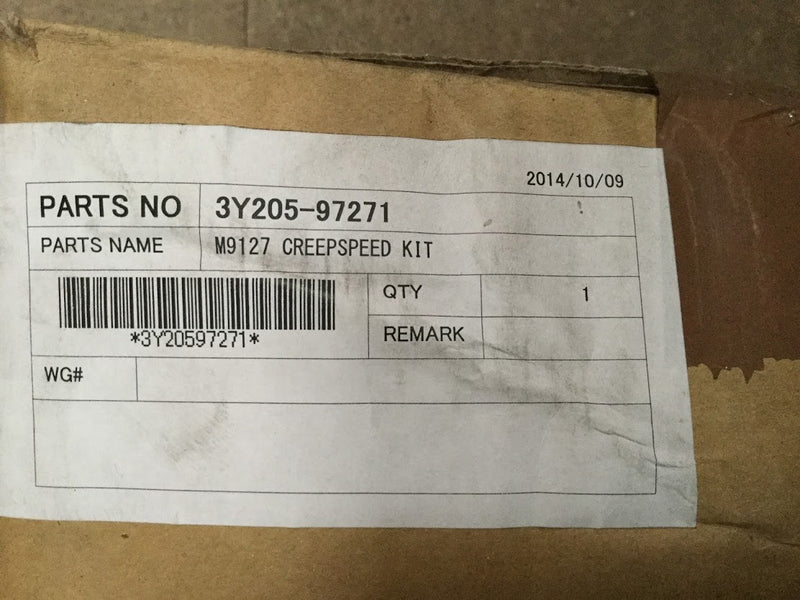 2014/10/09
PARTS NO 3Y205-97271
PARTS NAME M9127 CREEPSPEED KIT
QTY 1
*3Y20597271*
REMARK
WG#